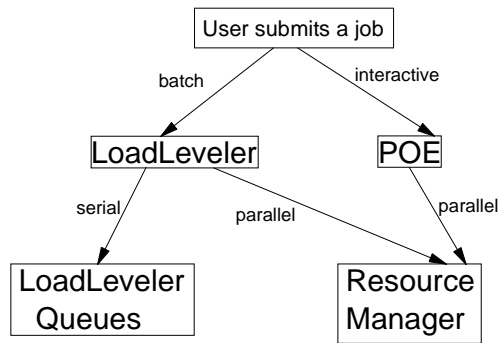 User submits a job
batch
interactive
LoadLeveler
POE
serial
parallel
parallel
LoadLeveler
Queues
Resource
Manager